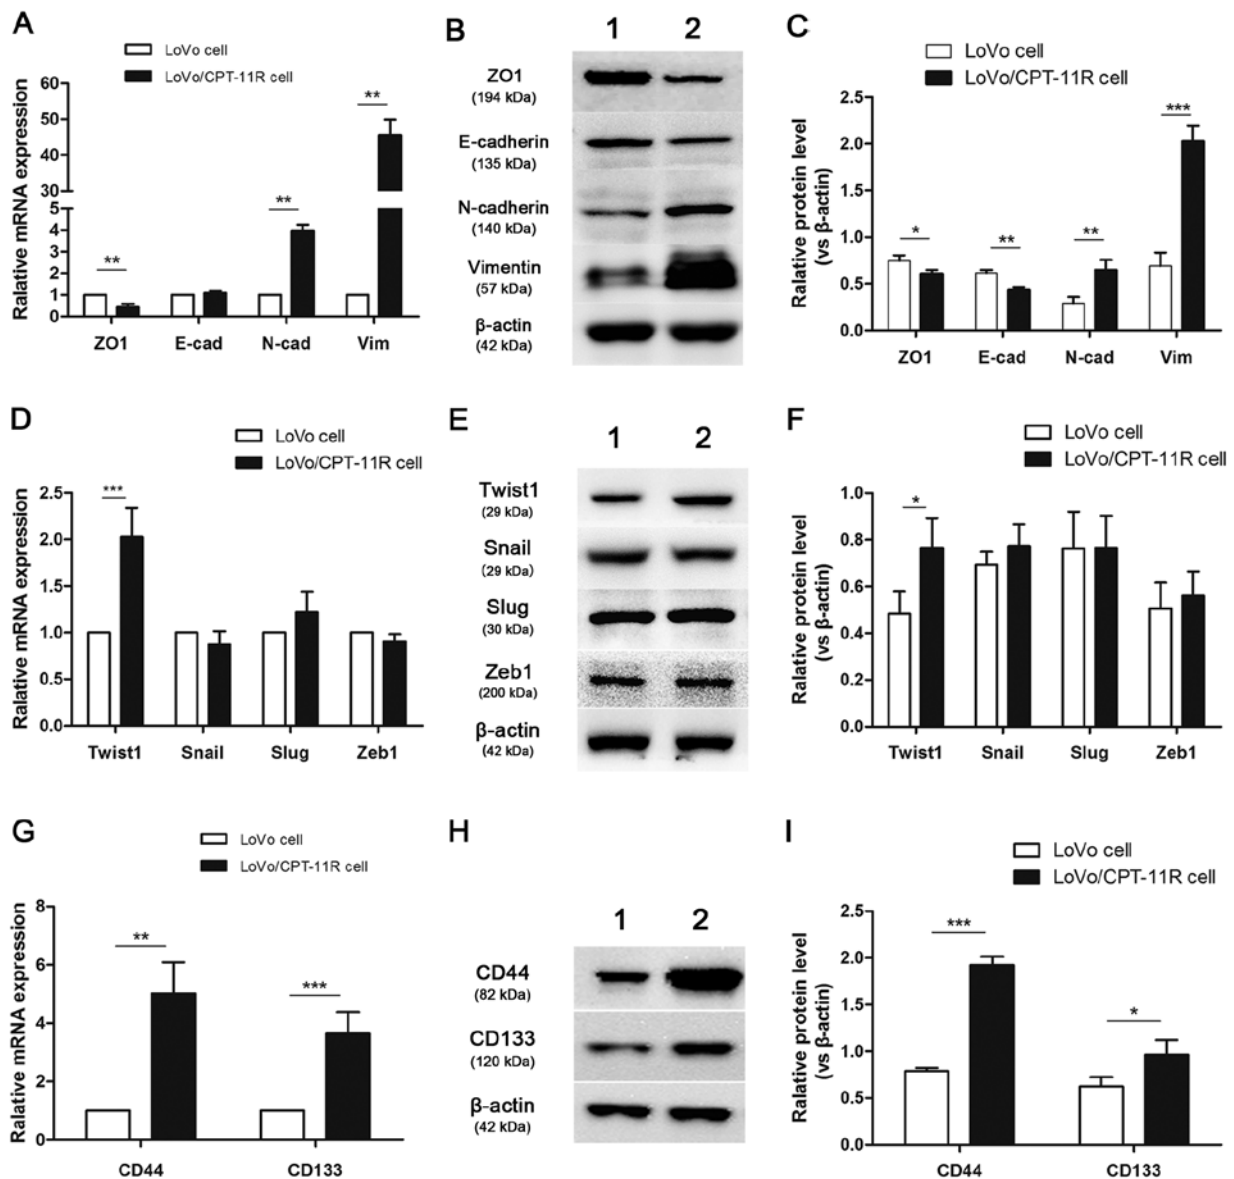 A
LoVo cell
LoVo/CPT-11R cell
Ralative mRNA expression
60
50
40
30
5
4
3
2
1
0
**
**
**
ZO1 E-cad N-cad Vim
B
1 2
ZO1
(194 kDa)
E-cadherin
(135 kDa)
N-cadherin
(140 kDa)
Vimentin
(57 kDa)
β-actin
(42 kDa)
C
LoVo cell
LoVo/CPT-11R cell
Ralative protein level
(vs β-actin)
2.5
2.0
1.5
1.0
0.5
0.0
*
**
**
***
ZO1 E-cad N-cad Vim
D
LoVo cell
LoVo/CPT-11R cell
Ralative mRNA expression
2.5
2.0
1.5
1.0
0.5
0.0
***
Twist1 Snail Slug Zeb1
E
1 2
Twist1
(29 kDa)
Snail
(29 kDa)
Slug
(30 kDa)
Zeb1
(200 kDa)
β-actin
(42 kDa)
F
LoVo cell
LoVo/CPT-11R cell
Ralative protein level
(vs β-actin)
1.0
0.8
0.6
0.4
0.2
0.0
*
Twist1 Snail Slug Zeb1
G
LoVo cell
LoVo/CPT-11R cell
Ralative mRNA expression
8
6
4
2
0
**
***
CD44 CD133
H
1 2
CD44
(82 kDa)
CD133
(120 kDa)
β-actin
(42 kDa)
I
LoVo cell
LoVo/CPT-11R cell
Ralative protein level
(vs β-actin)
2.5
2.0
1.5
1.0
0.5
0.0
***
*
CD44 CD133